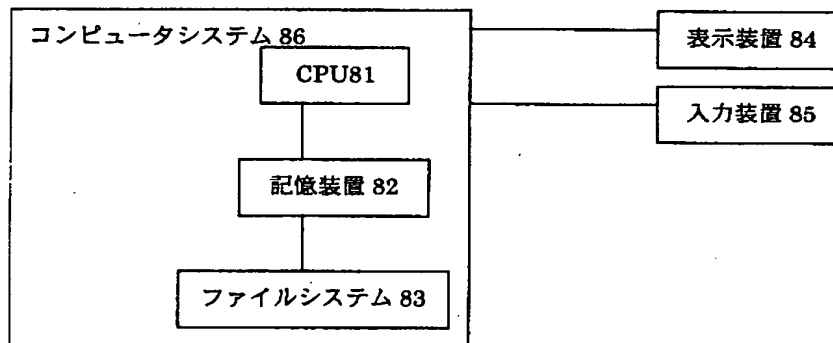 コンピュータシステム 86
表示装置 84
CPU81
入力装置 85
記憶装置 82
ファイルシステム 83